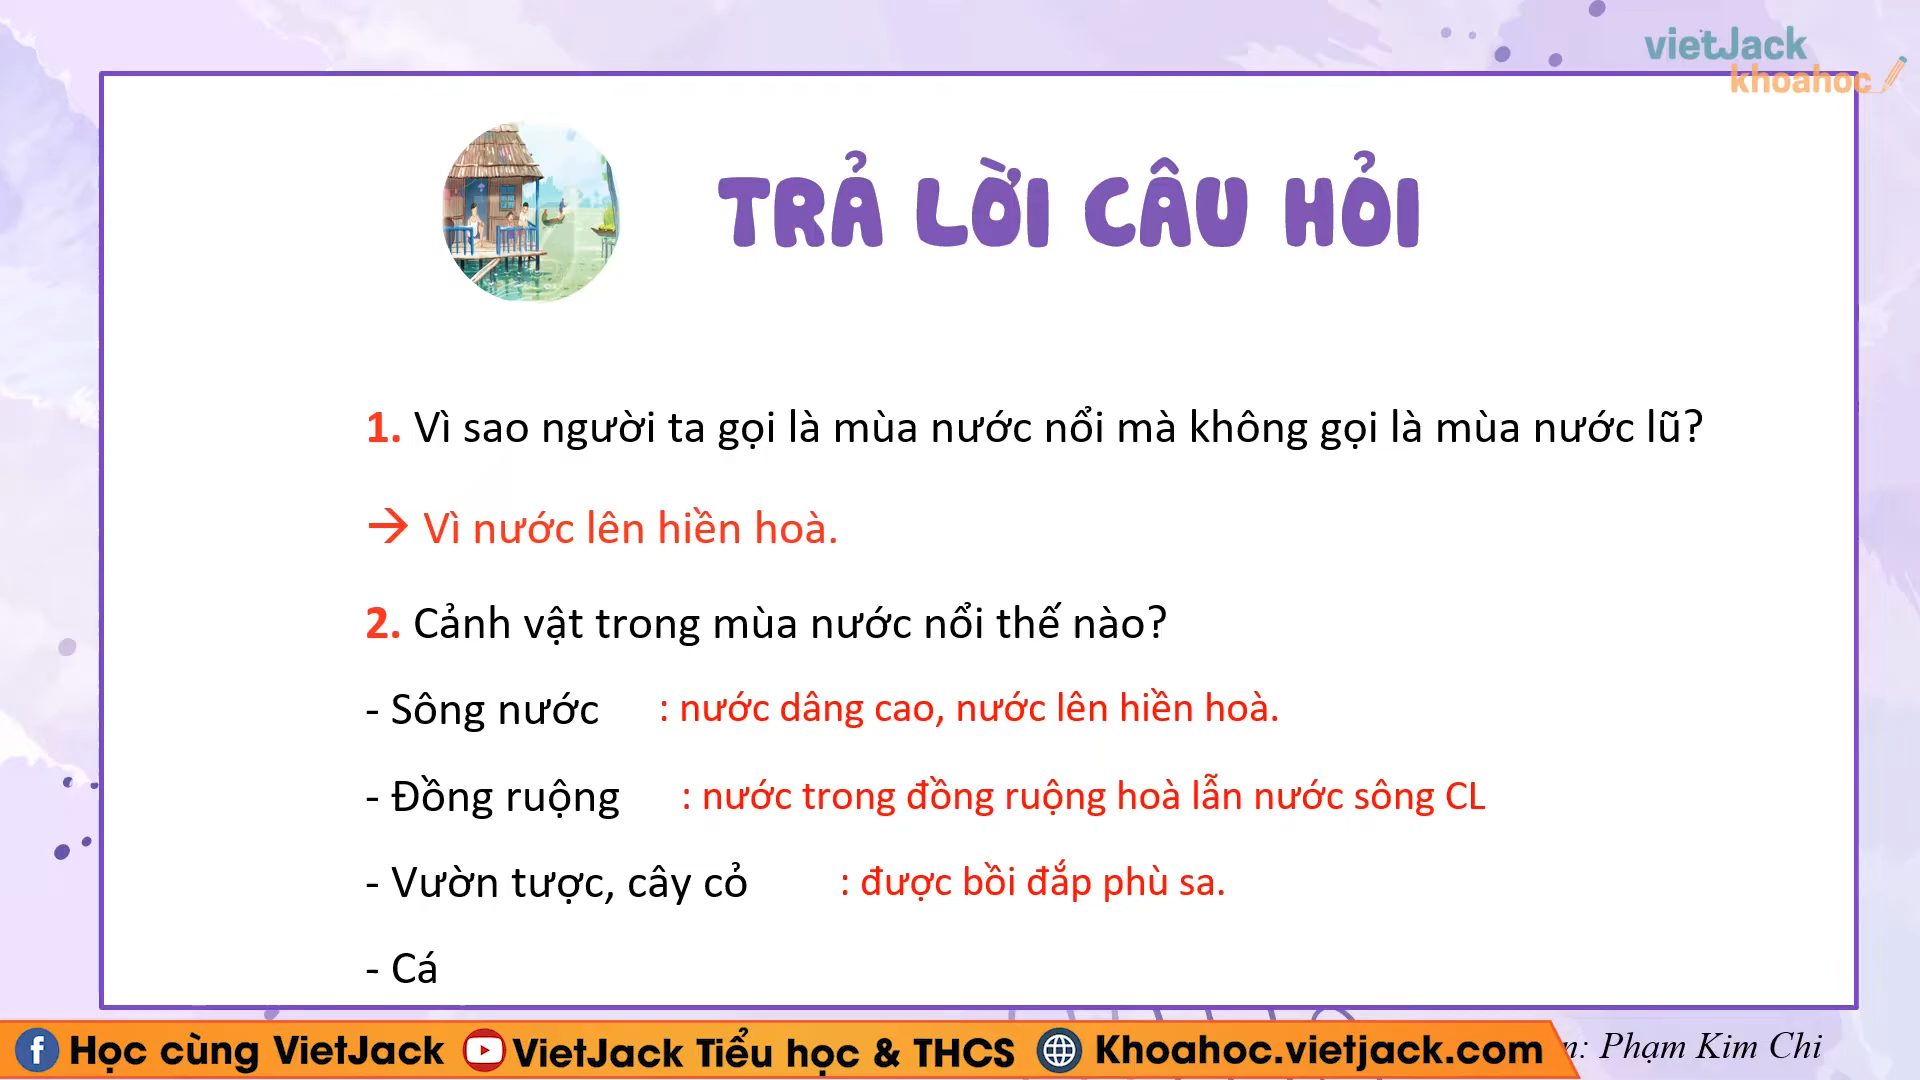 vietJack
khoahoc
TRẢ LỜI CÂU HỎI
1. Vì sao người ta gọi là mùa nước nổi mà không gọi là mùa nước lũ?
→ Vì nước lên hiền hoà.
2. Cảnh vật trong mùa nước nổi thế nào?
- Sông nước : nước dâng cao, nước lên hiền hoà.
- Đồng ruộng : nước trong đồng ruộng hoà lẫn nước sông CL
- Vườn tược, cây cỏ : được bồi đắp phù sa.
- Cá
Học cùng VietJack VietJack Tiểu học & THCS Khoahoc.vietjack.com n: Phạm Kim Chi